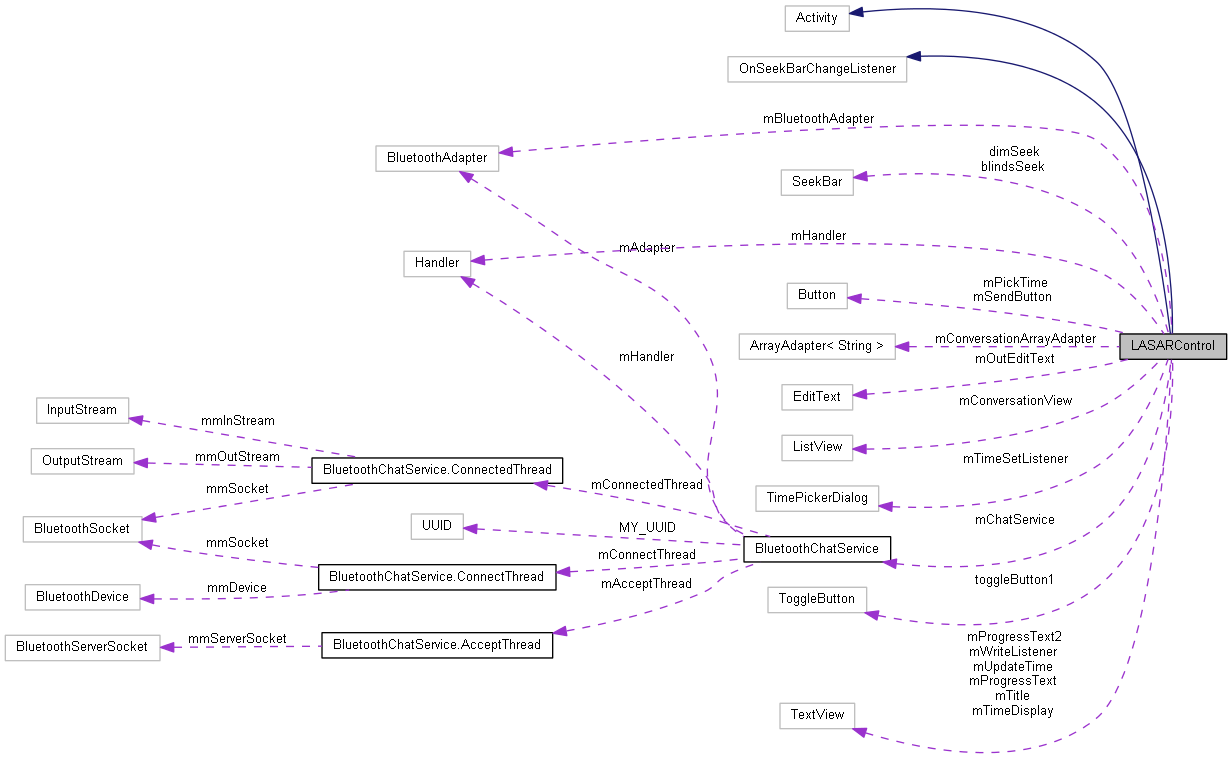 Activity
OnSeekBarChangeListener
mBluetoothAdapter
BluetoothAdapter
dimSeek
blindsSeek
SeekBar
mHandler
mAdapter
Handler
mPickTime
mSendButton
Button
mConversationArrayAdapter
ArrayAdapter< String >
LASARControl
mOutEditText
mHandler
EditText
mConversationView
InputStream
mmInStream
ListView
mmOutStream
OutputStream
BluetoothChatService.ConnectedThread
mTimeSetListener
mmSocket
mConnectedThread
TimePickerDialog
BluetoothSocket
UUID
MY_UUID
mChatService
mmSocket
mConnectThread
BluetoothChatService
BluetoothChatService.ConnectThread
mmDevice
BluetoothDevice
mAcceptThread
toggleButton1
ToggleButton
mmServerSocket
BluetoothServerSocket
BluetoothChatService.AcceptThread
mProgressText2
mWriteListener
mUpdateTime
mProgressText
mTitle
mTimeDisplay
TextView